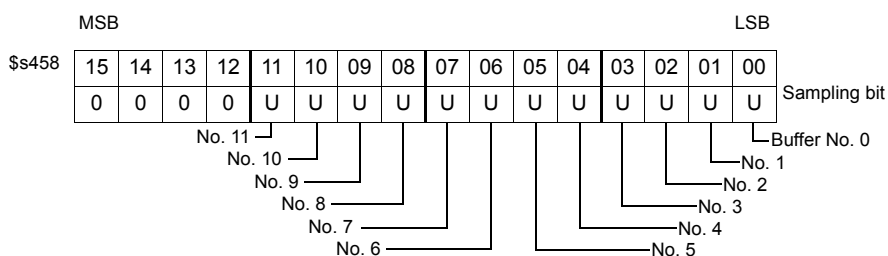 MSB LSB
$s458 15 14 13 12 11 10 09 08 07 06 05 04 03 02 01 00
0 0 0 0 U U U U U U U U U U U U Sampling bit
No. 11 Buffer No. 0
No. 10 No. 1
No. 9 No. 2
No. 8 No. 3
No. 7 No. 4
No. 6 No. 5